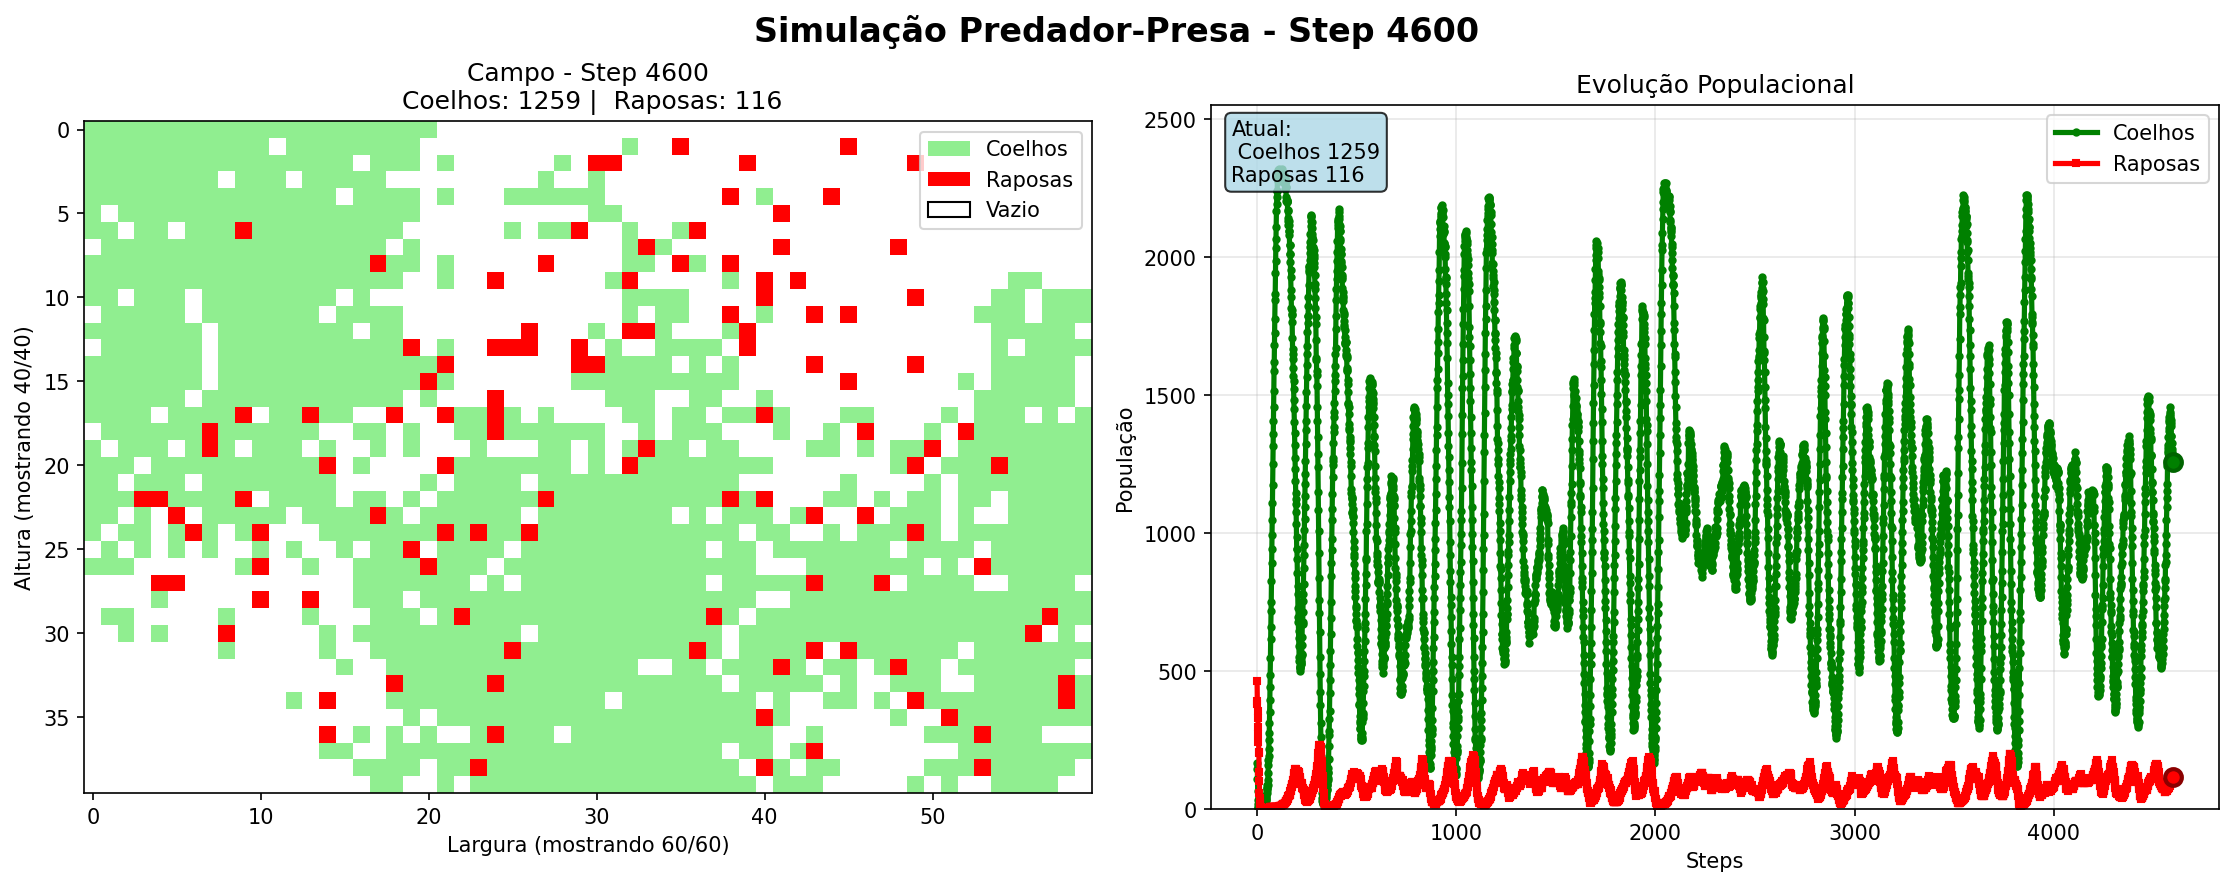 Simulação Predador-Presa - Step 4600
Campo - Step 4600
Coelhos: 1259 |  Raposas: 116
Coelhos
Raposas
Vazio
0
5
10
15
20
25
30
35
Altura (mostrando 40/40)
0
10
20
30
40
50
Largura (mostrando 60/60)
Evolução Populacional
Atual:
Coelhos 1259
Raposas 116
Coelhos
Raposas
2500
2000
1500
1000
500
0
População
0
1000
2000
3000
4000
Steps